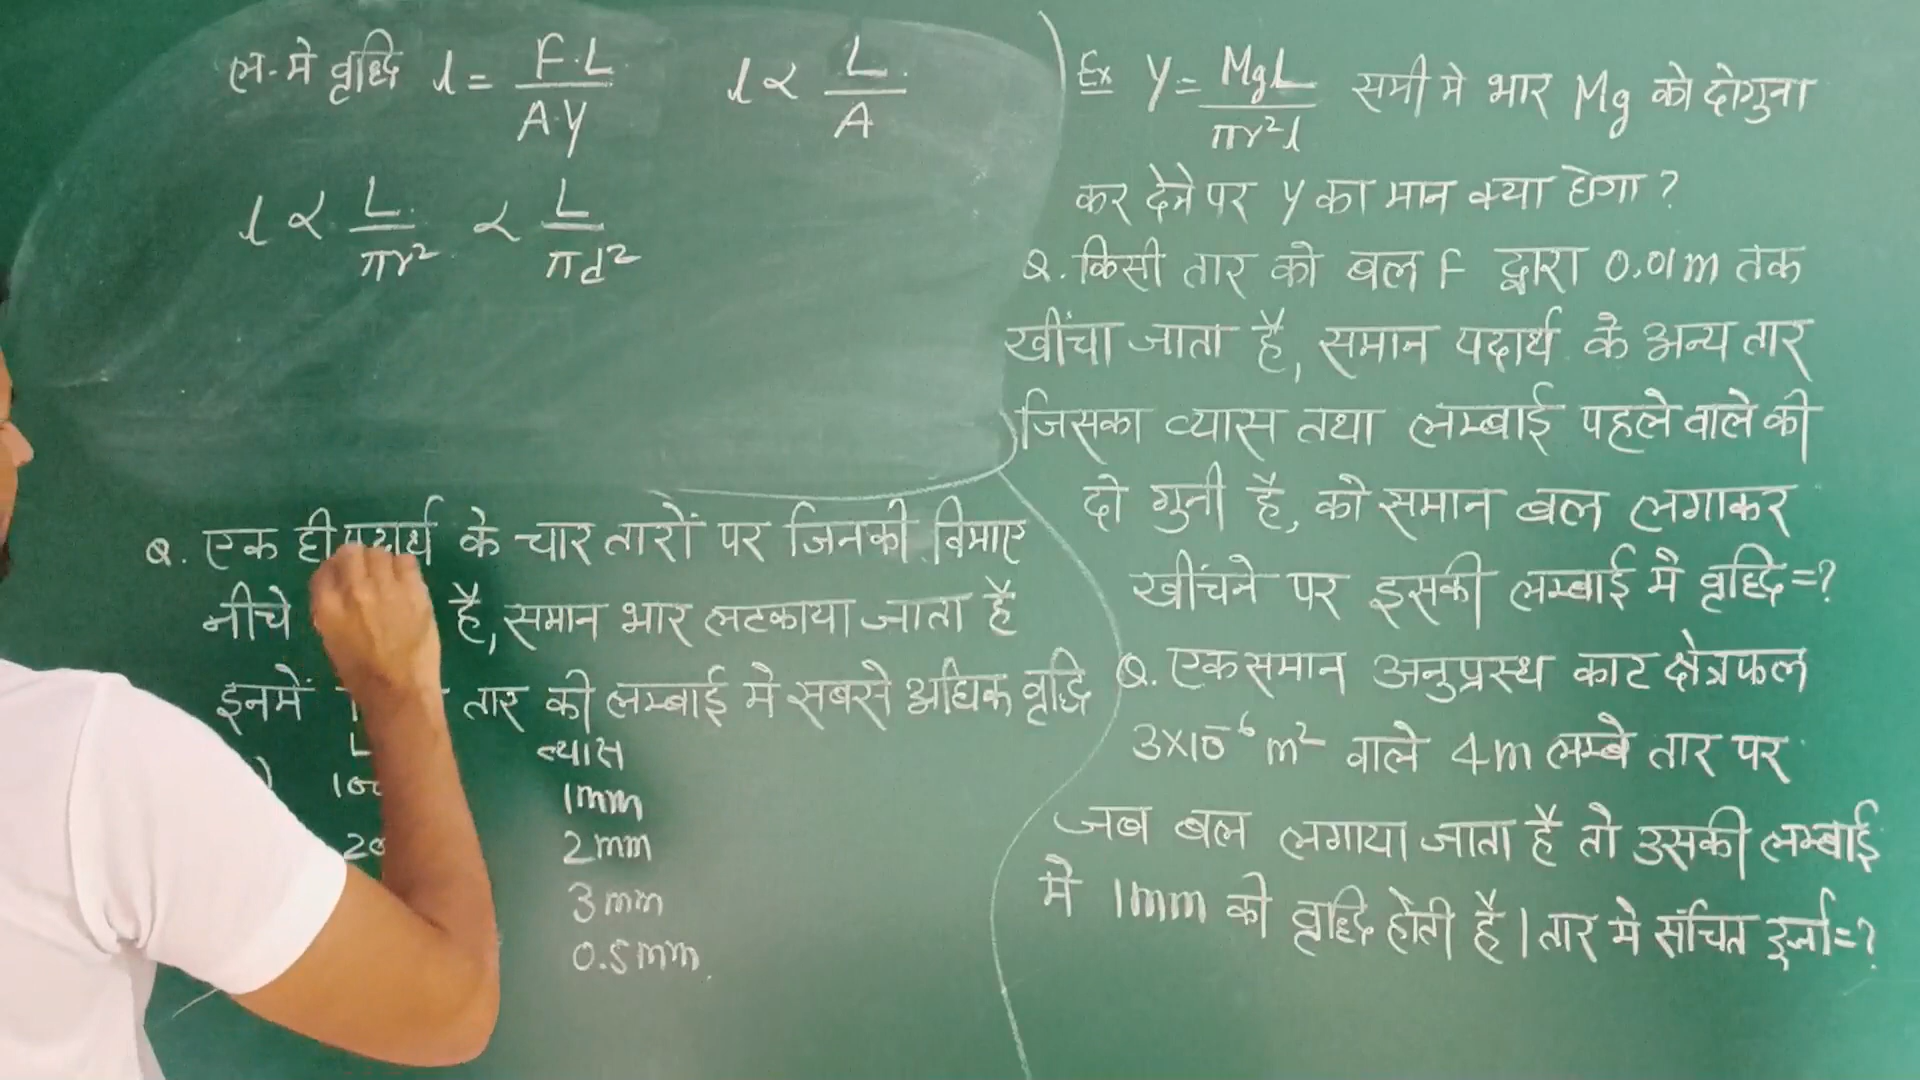 ल. मे वृद्धि l = F.L / A.Y l ∝ L / A
l ∝ L / πr² ∝ L / πd²
Q. एक ही पदार्थ के चार तारों पर जिनकी विमाए
नीचे है, समान भार लटकाया जाता है
इनमें तार की लम्बाई मे सबसे अधिक वृद्धि
L व्यास
1mm
2mm
3mm
0.5mm.
Ex Y = MgL / πr²l समी मे भार Mg को दोगुना
कर देने पर Y का मान क्या होगा ?
Q. किसी तार को बल F द्वारा 0.01m तक
खींचा जाता है, समान पदार्थ के अन्य तार
जिसका व्यास तथा लम्बाई पहले वाले की
दो गुनी है, को समान बल लगाकर
खींचने पर इसकी लम्बाई मै वृद्धि=?
Q. एक समान अनुप्रस्थ काट क्षेत्रफल
3×10⁻⁶ m² वाले 4m लम्बे तार पर
जब बल लगाया जाता है तो उसकी लम्बाई
मे 1mm की वृद्धि होती है। तार मे संचित इर्जा=?